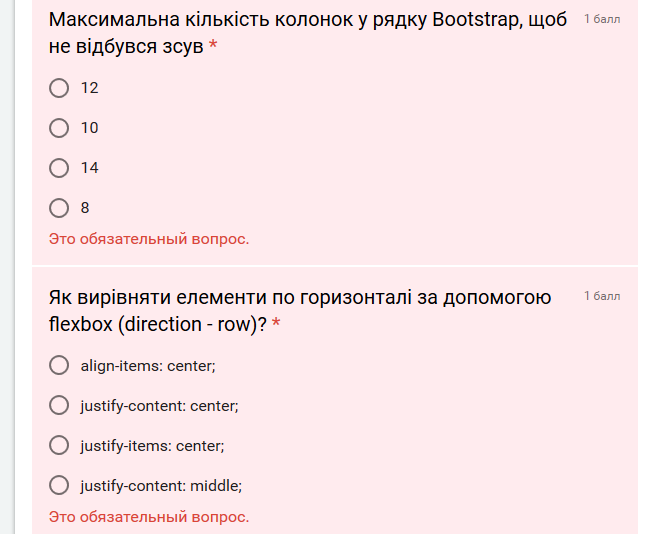 Максимальна кількість колонок у рядку Bootstrap, щоб 1 балл
не відбувся зсув *
12
10
14
8
Это обязательный вопрос.
Як вирівняти елементи по горизонталі за допомогою 1 балл
flexbox (direction - row)? *
align-items: center;
justify-content: center;
justify-items: center;
justify-content: middle;
Это обязательный вопрос.